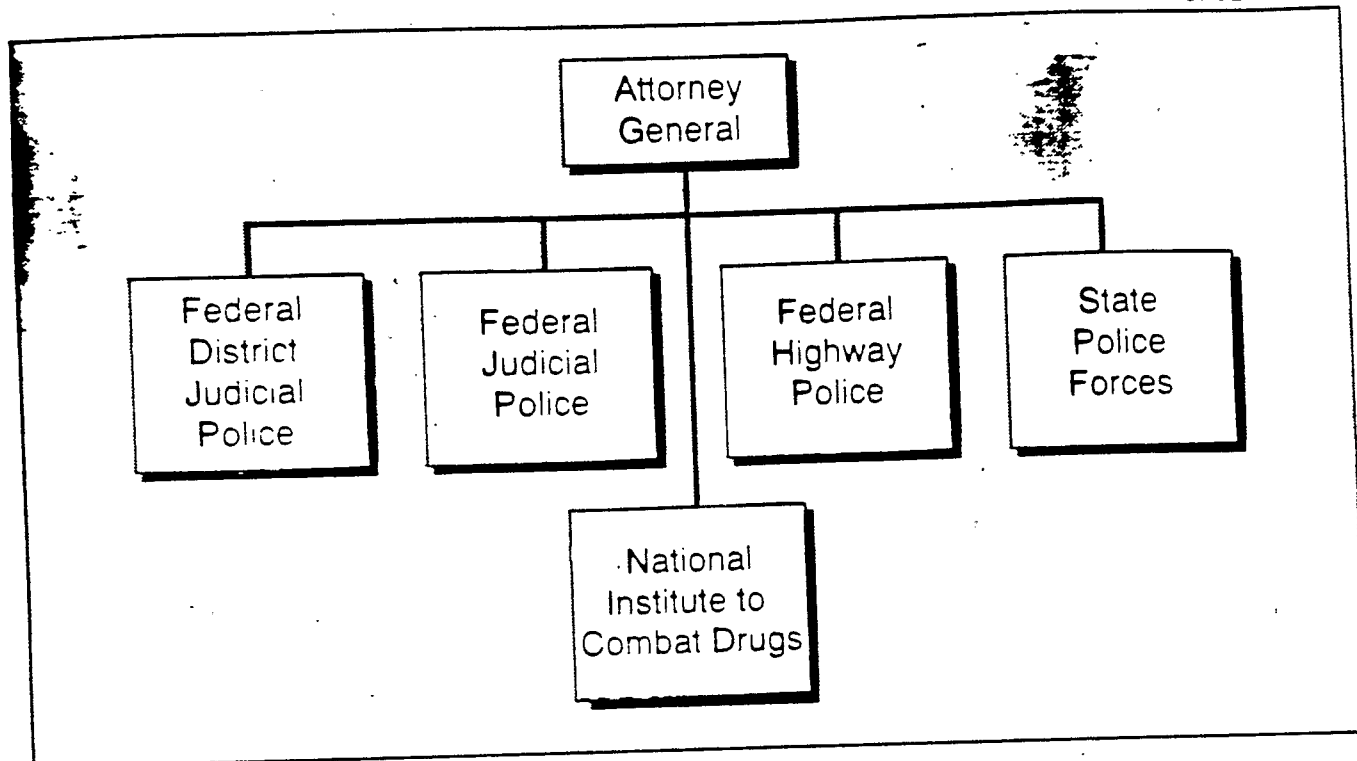 Attorney
General
Federal
District
Judicial
Police
Federal
Judicial
Police
Federal
Highway
Police
State
Police
Forces
National
Institute to
Combat Drugs